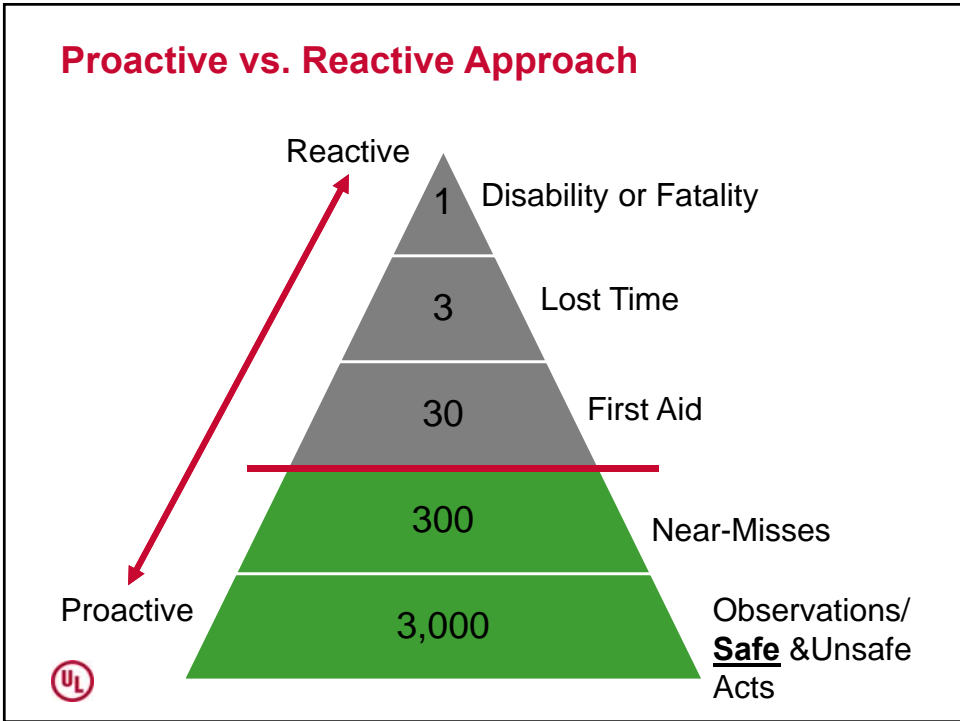 Proactive vs. Reactive Approach
Reactive
1 Disability or Fatality
3 Lost Time
30 First Aid
300 Near-Misses
Proactive
3,000 Observations/
Safe &Unsafe
Acts
UL